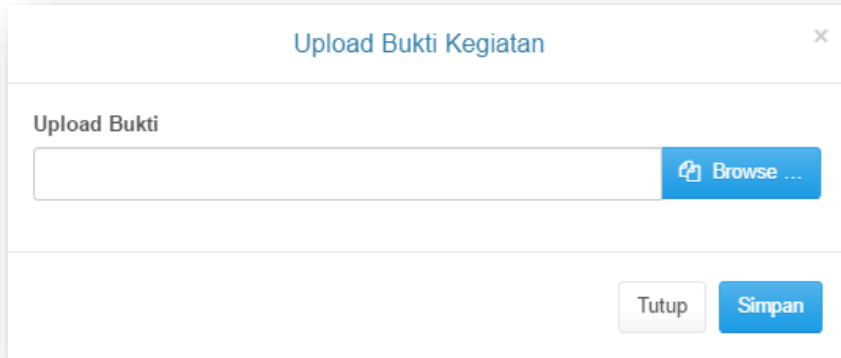 Upload Bukti Kegiatan ×
Upload Bukti
Browse ...
Tutup Simpan